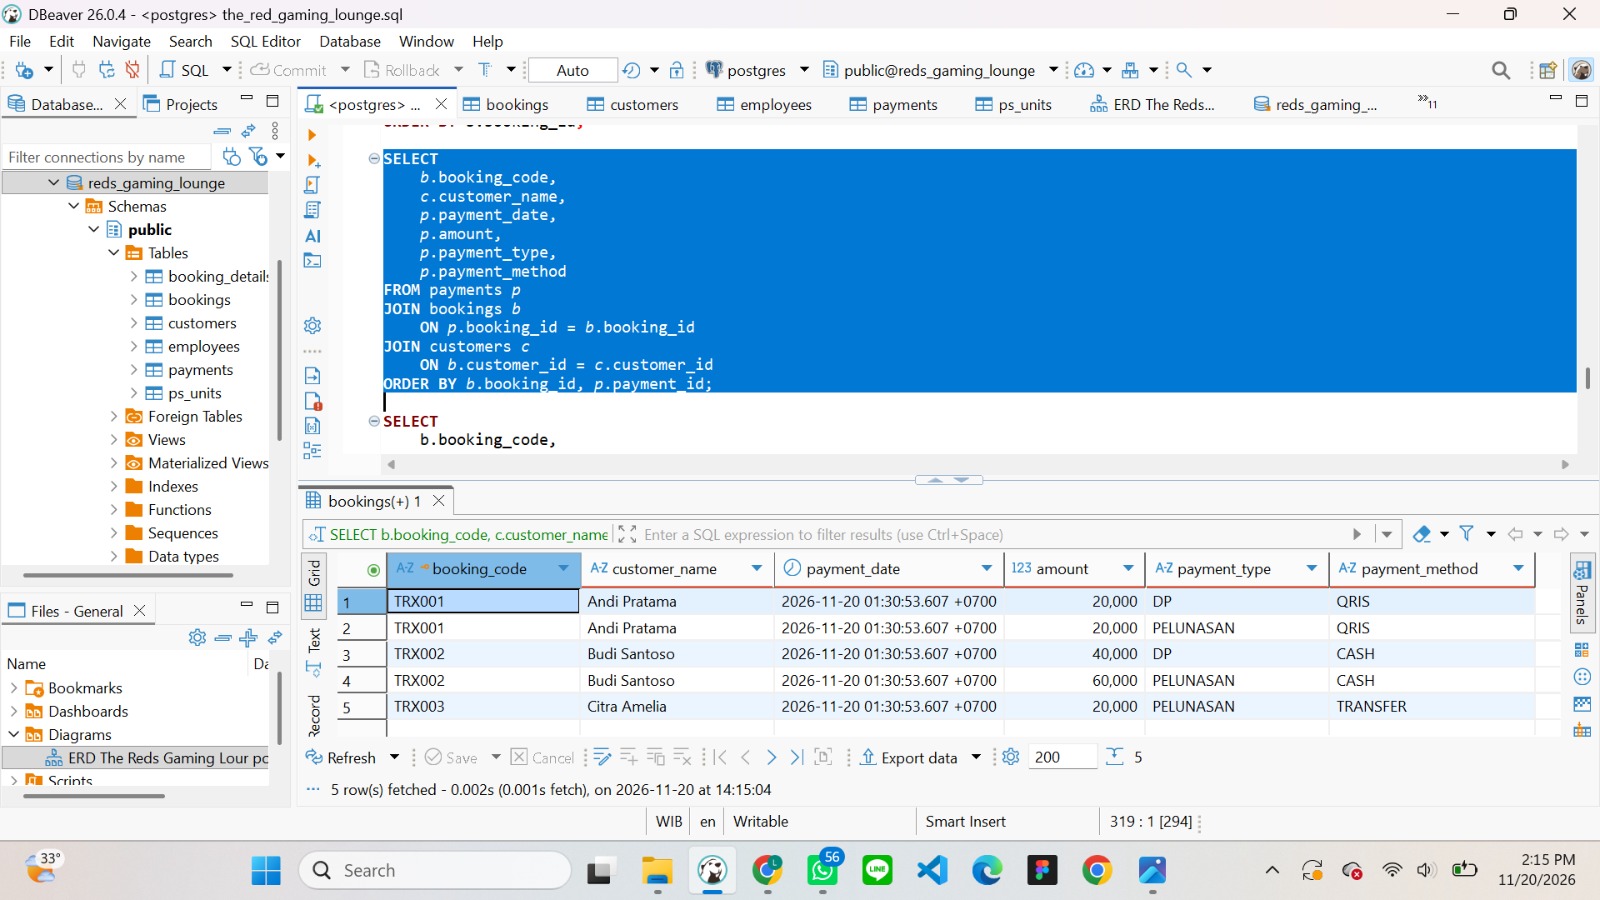 DBeaver 26.0.4 - <postgres> the_red_gaming_lounge.sql
File Edit Navigate Search SQL Editor Database Window Help
SQL Commit Rollback T Auto postgres public@reds_gaming_lounge
Database... Projects
<postgres> ... bookings customers employees payments ps_units ERD The Reds... reds_gaming_... »11
Filter connections by name
reds_gaming_lounge
Schemas
public
Tables
booking_details
bookings
customers
employees
payments
ps_units
Foreign Tables
Views
Materialized Views
Indexes
Functions
Sequences
Data types
AI
ORDER BY b.booking_id;
SELECT
b.booking_code,
c.customer_name,
p.payment_date,
p.amount,
p.payment_type,
p.payment_method
FROM payments p
JOIN bookings b
ON p.booking_id = b.booking_id
JOIN customers c
ON b.customer_id = c.customer_id
ORDER BY b.booking_id, p.payment_id;
SELECT
b.booking_code,
Files - General
Name Da
Bookmarks
Dashboards
Diagrams
ERD The Reds Gaming Lour pc
Scripts
bookings(+) 1
SELECT b.booking_code, c.customer_name Enter a SQL expression to filter results (use Ctrl+Space)
Grid
Text
Record
Panels
A-Z booking_code A-Z customer_name payment_date 123 amount A-Z payment_type A-Z payment_method
1 TRX001 Andi Pratama 2026-11-20 01:30:53.607 +0700 20,000 DP QRIS
2 TRX001 Andi Pratama 2026-11-20 01:30:53.607 +0700 20,000 PELUNASAN QRIS
3 TRX002 Budi Santoso 2026-11-20 01:30:53.607 +0700 40,000 DP CASH
4 TRX002 Budi Santoso 2026-11-20 01:30:53.607 +0700 60,000 PELUNASAN CASH
5 TRX003 Citra Amelia 2026-11-20 01:30:53.607 +0700 20,000 PELUNASAN TRANSFER
Refresh Save Cancel Export data 200 5
5 row(s) fetched - 0.002s (0.001s fetch), on 2026-11-20 at 14:15:04
WIB en Writable Smart Insert 319 : 1 [294]
33°
Search
56
LINE
2:15 PM
11/20/2026